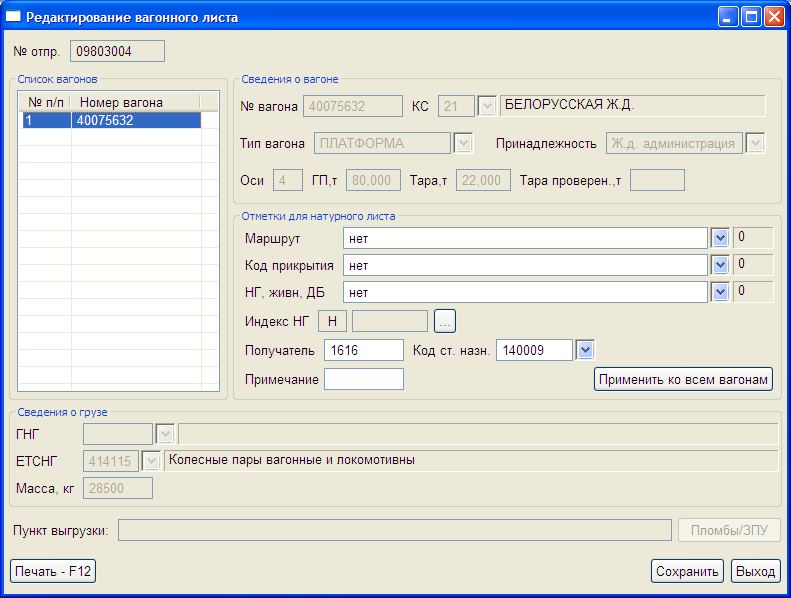 Редактирование вагонного листа
№ отпр. 09803004
Список вагонов
№ п/п Номер вагона
1 40075632
Сведения о вагоне
№ вагона 40075632 КС 21 БЕЛОРУССКАЯ Ж.Д.
Тип вагона ПЛАТФОРМА Принадлежность Ж.д. администрация
Оси 4 ГП,т 80,000 Тара,т 22,000 Тара проверен.,т
Отметки для натурного листа
Маршрут нет 0
Код прикрытия нет 0
НГ, живн, ДБ нет 0
Индекс НГ Н ...
Получатель 1616 Код ст. назн. 140009
Примечание Применить ко всем вагонам
Сведения о грузе
ГНГ
ЕТСНГ 414115 Колесные пары вагонные и локомотивны
Масса, кг 28500
Пункт выгрузки: Пломбы/ЗПУ
Печать - F12 Сохранить Выход